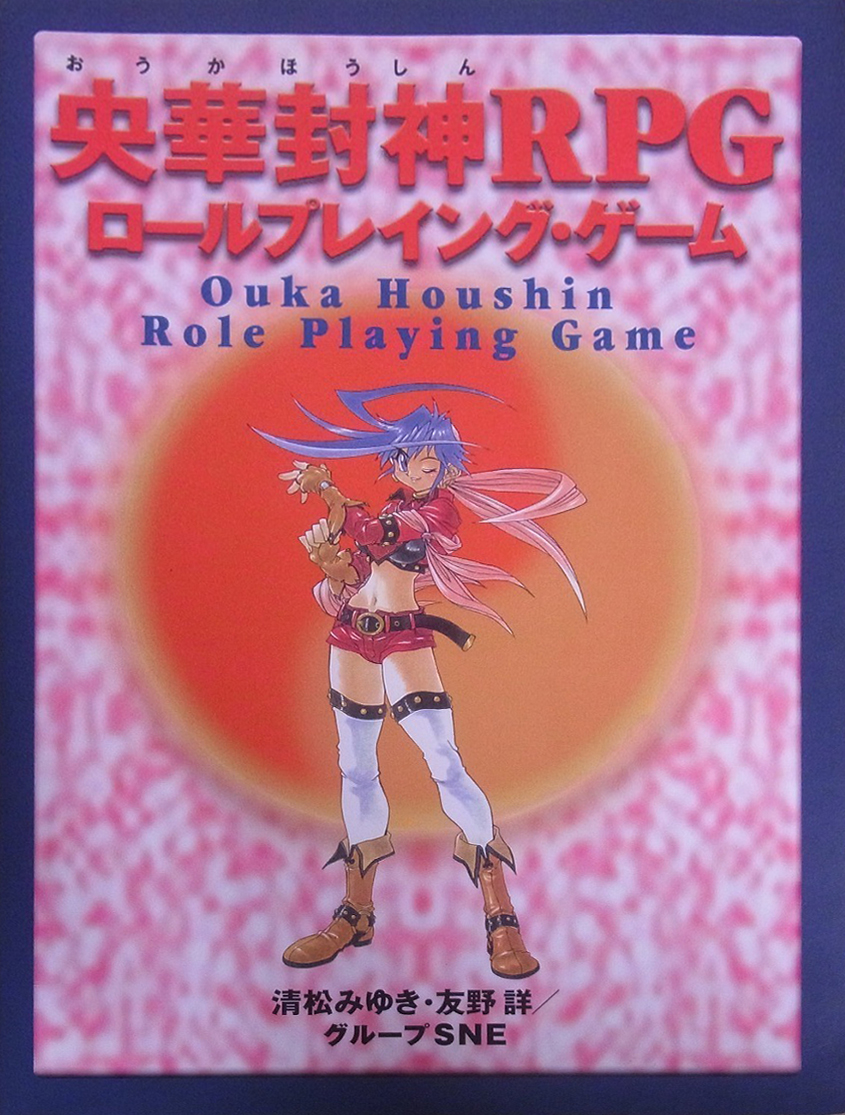 おうかほうしん
央華封神RPG
ロールプレイング・ゲーム
Ouka Houshin
Role Playing Game
清松みゆき・友野 詳／
グループSNE